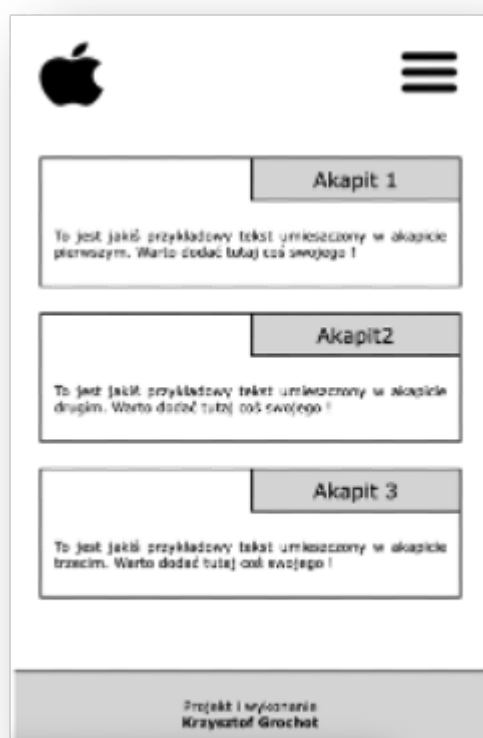 Akapit 1
To jest jakiś przykładowy tekst umieszczony w akapicie
pierwszym. Warto dodać tutaj coś swojego !
Akapit2
To jest jakiś przykładowy tekst umieszczony w akapicie
drugim. Warto dodać tutaj coś swojego !
Akapit 3
To jest jakiś przykładowy tekst umieszczony w akapicie
trzecim. Warto dodać tutaj coś swojego !
Projekt i wykonanie
Krzysztof Grochot